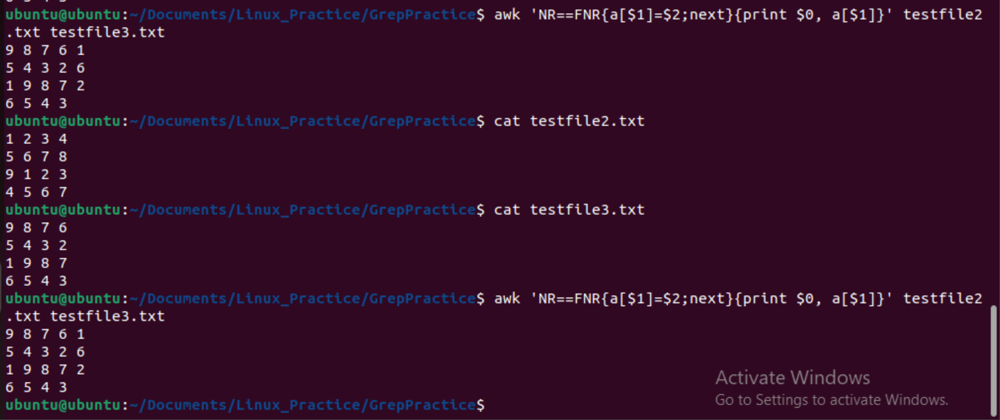 ubuntu@ubuntu:~/Documents/Linux_Practice/GrepPractice$ awk 'NR==FNR{a[$1]=$2;next}{print $0, a[$1]}' testfile2
.txt testfile3.txt
9 8 7 6 1
5 4 3 2 6
1 9 8 7 2
6 5 4 3
ubuntu@ubuntu:~/Documents/Linux_Practice/GrepPractice$ cat testfile2.txt
1 2 3 4
5 6 7 8
9 1 2 3
4 5 6 7
ubuntu@ubuntu:~/Documents/Linux_Practice/GrepPractice$ cat testfile3.txt
9 8 7 6
5 4 3 2
1 9 8 7
6 5 4 3
ubuntu@ubuntu:~/Documents/Linux_Practice/GrepPractice$ awk 'NR==FNR{a[$1]=$2;next}{print $0, a[$1]}' testfile2
.txt testfile3.txt
9 8 7 6 1
5 4 3 2 6
1 9 8 7 2
6 5 4 3
ubuntu@ubuntu:~/Documents/Linux_Practice/GrepPractice$
Activate Windows
Go to Settings to activate Windows.